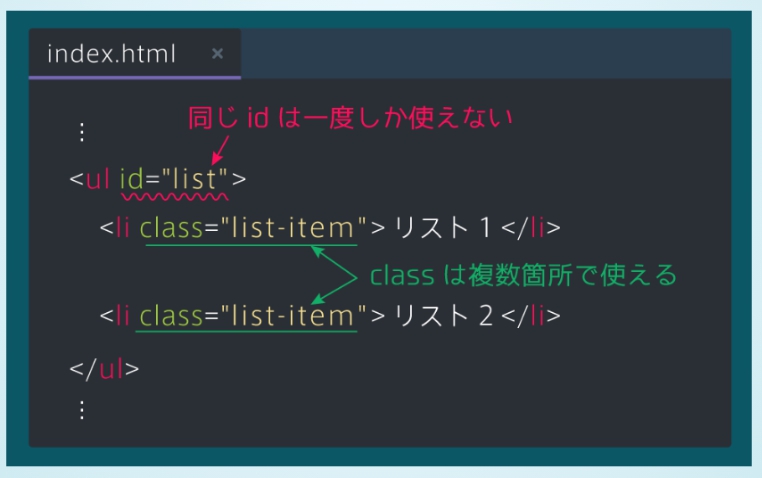 index.html ×
同じ id は一度しか使えない
⋮
<ul id="list">
<li class="list-item"> リスト 1 </li>
class は複数箇所で使える
<li class="list-item"> リスト 2 </li>
</ul>
⋮